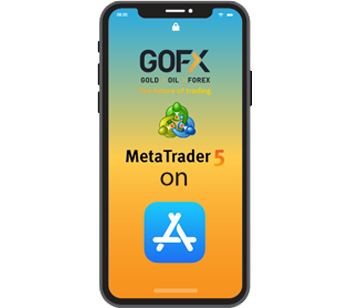 GOFX
GOLD OIL FOREX
The future of trading.
MetaTrader 5
on